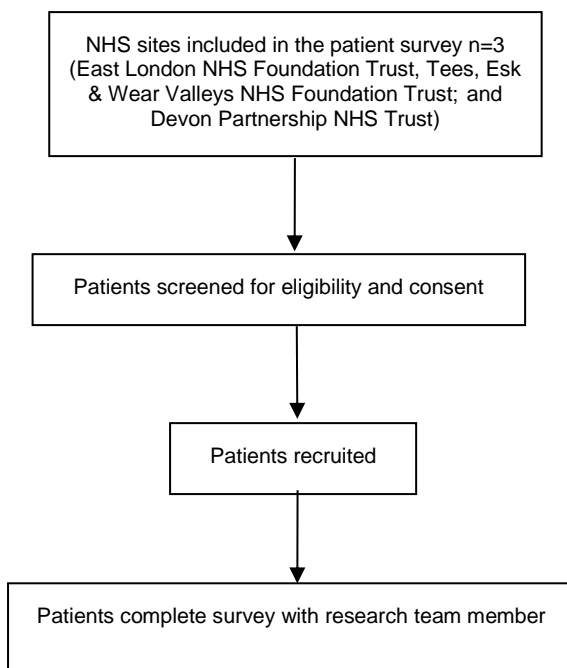 NHS sites included in the patient survey n=3
(East London NHS Foundation Trust, Tees, Esk
& Wear Valleys NHS Foundation Trust; and
Devon Partnership NHS Trust)
Patients screened for eligibility and consent
Patients recruited
Patients complete survey with research team member